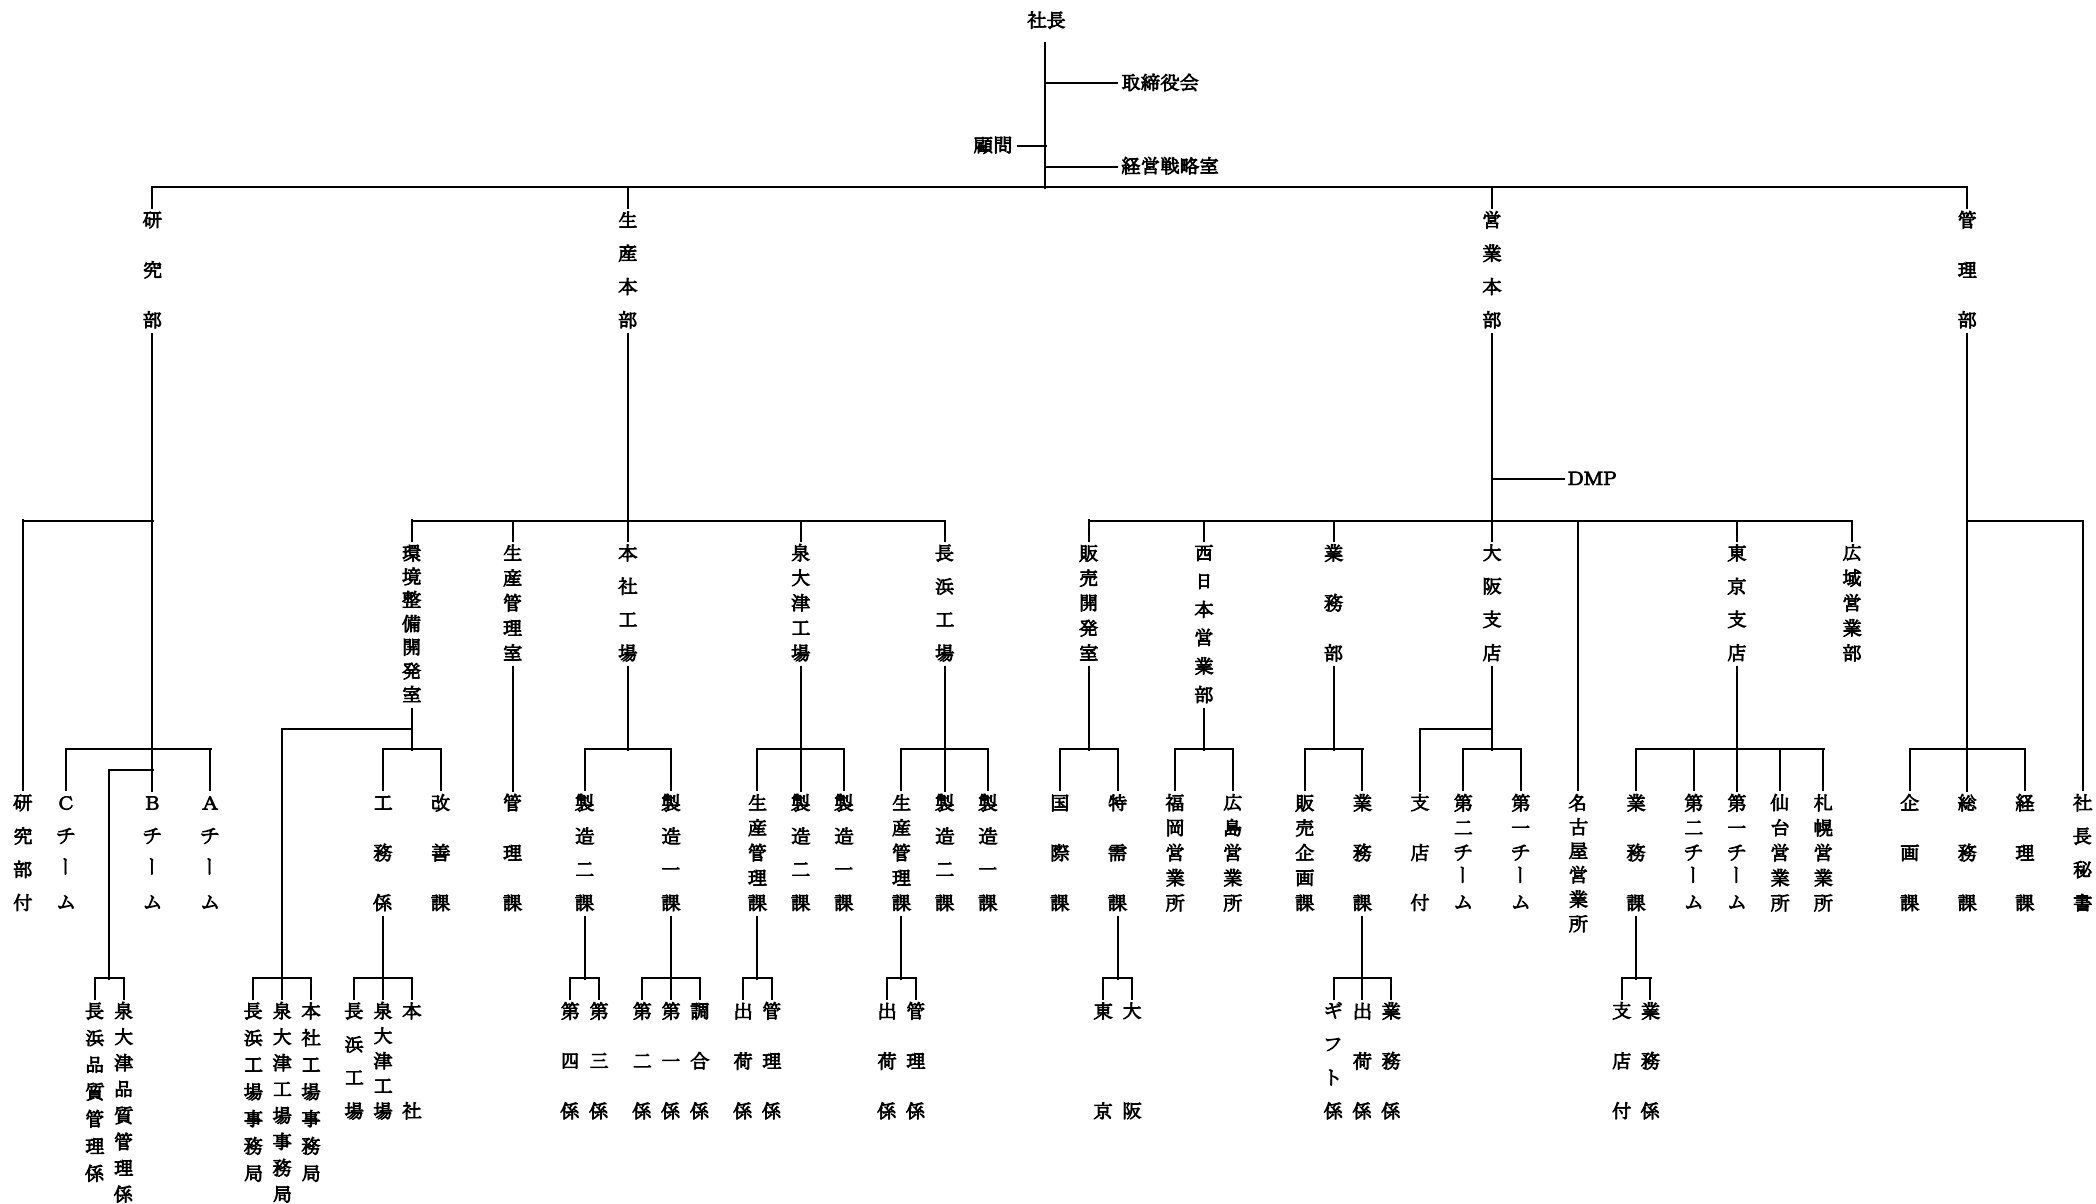 社長
取締役会
顧問
経営戦略室
研究部
生産本部
営業本部
管理部
DMP
環境整備開発室
生産管理室
本社工場
泉大津工場
長浜工場
販売開発室
西日本営業部
業務部
大阪支店
東京支店
広域営業部
研究部付
Cチーム
Bチーム
Aチーム
工務係
改善課
管理課
製造二課
製造一課
生産管理課
製造二課
製造一課
生産管理課
製造二課
製造一課
国際課
特需課
福岡営業所
広島営業所
販売企画課
業務課
支店付
第二チーム
第一チーム
名古屋営業所
業務課
第二チーム
第一チーム
仙台営業所
札幌営業所
企画課
総務課
経理課
社長秘書
長浜品質管理係
泉大津品質管理係
長浜工場事務局
泉大津工場事務局
本社工場事務局
長浜工場
泉大津工場
本社
第四係
第三係
第二係
第一係
調合係
出荷係
管理係
出荷係
管理係
東京
大阪
ギフト係
出荷係
業務係
支店付
業務係